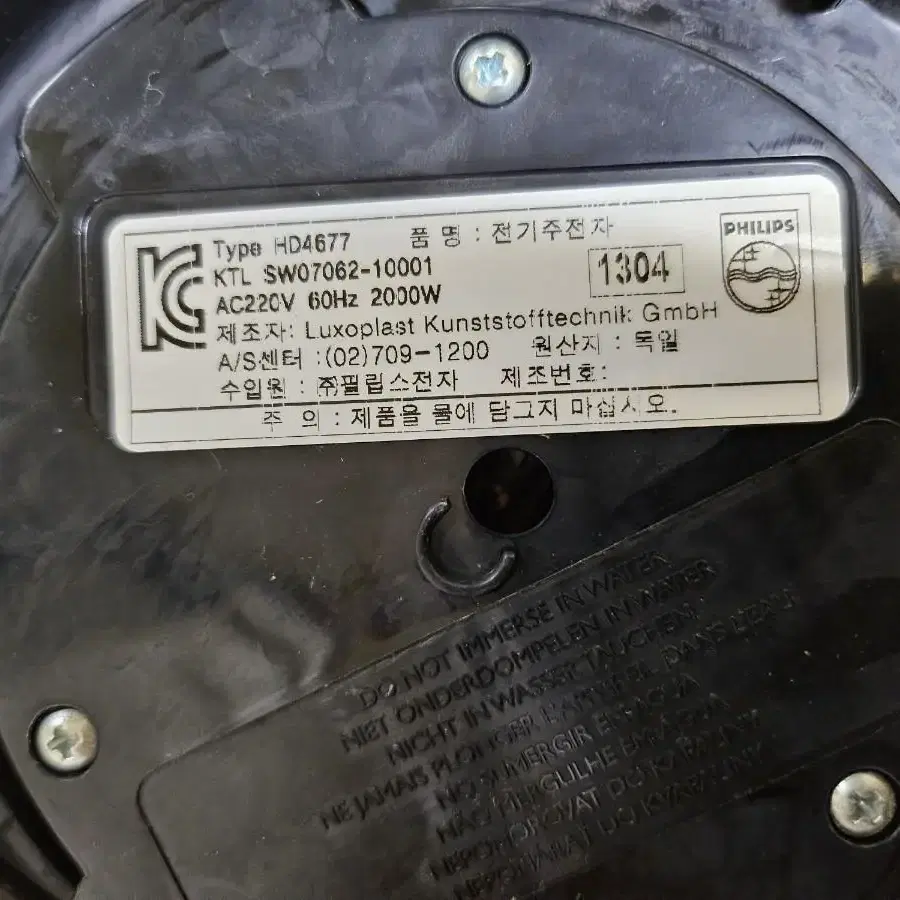 Type HD4677 품 명 : 전기주전자
KTL SW07062-10001
AC220V 60Hz 2000W
1304
PHILIPS
제조자: Luxoplast Kunststofftechnik GmbH
A/S센터 :(02)709-1200 원산지 : 독일
수입원 : ㈜필립스전자 제조번호:
주 의 : 제품을 물에 담그지 마십시오.
DO NOT IMMERSE IN WATER
NIET ONDERDOMPELEN IN WATER
NICHT IN WASSER TAUCHEN
NE JAMAIS PLONGER L'APPAREIL DANS L'EAU
NO SUMERGIR EN AGUA
NÃO MERGULHE EM ÁGUA